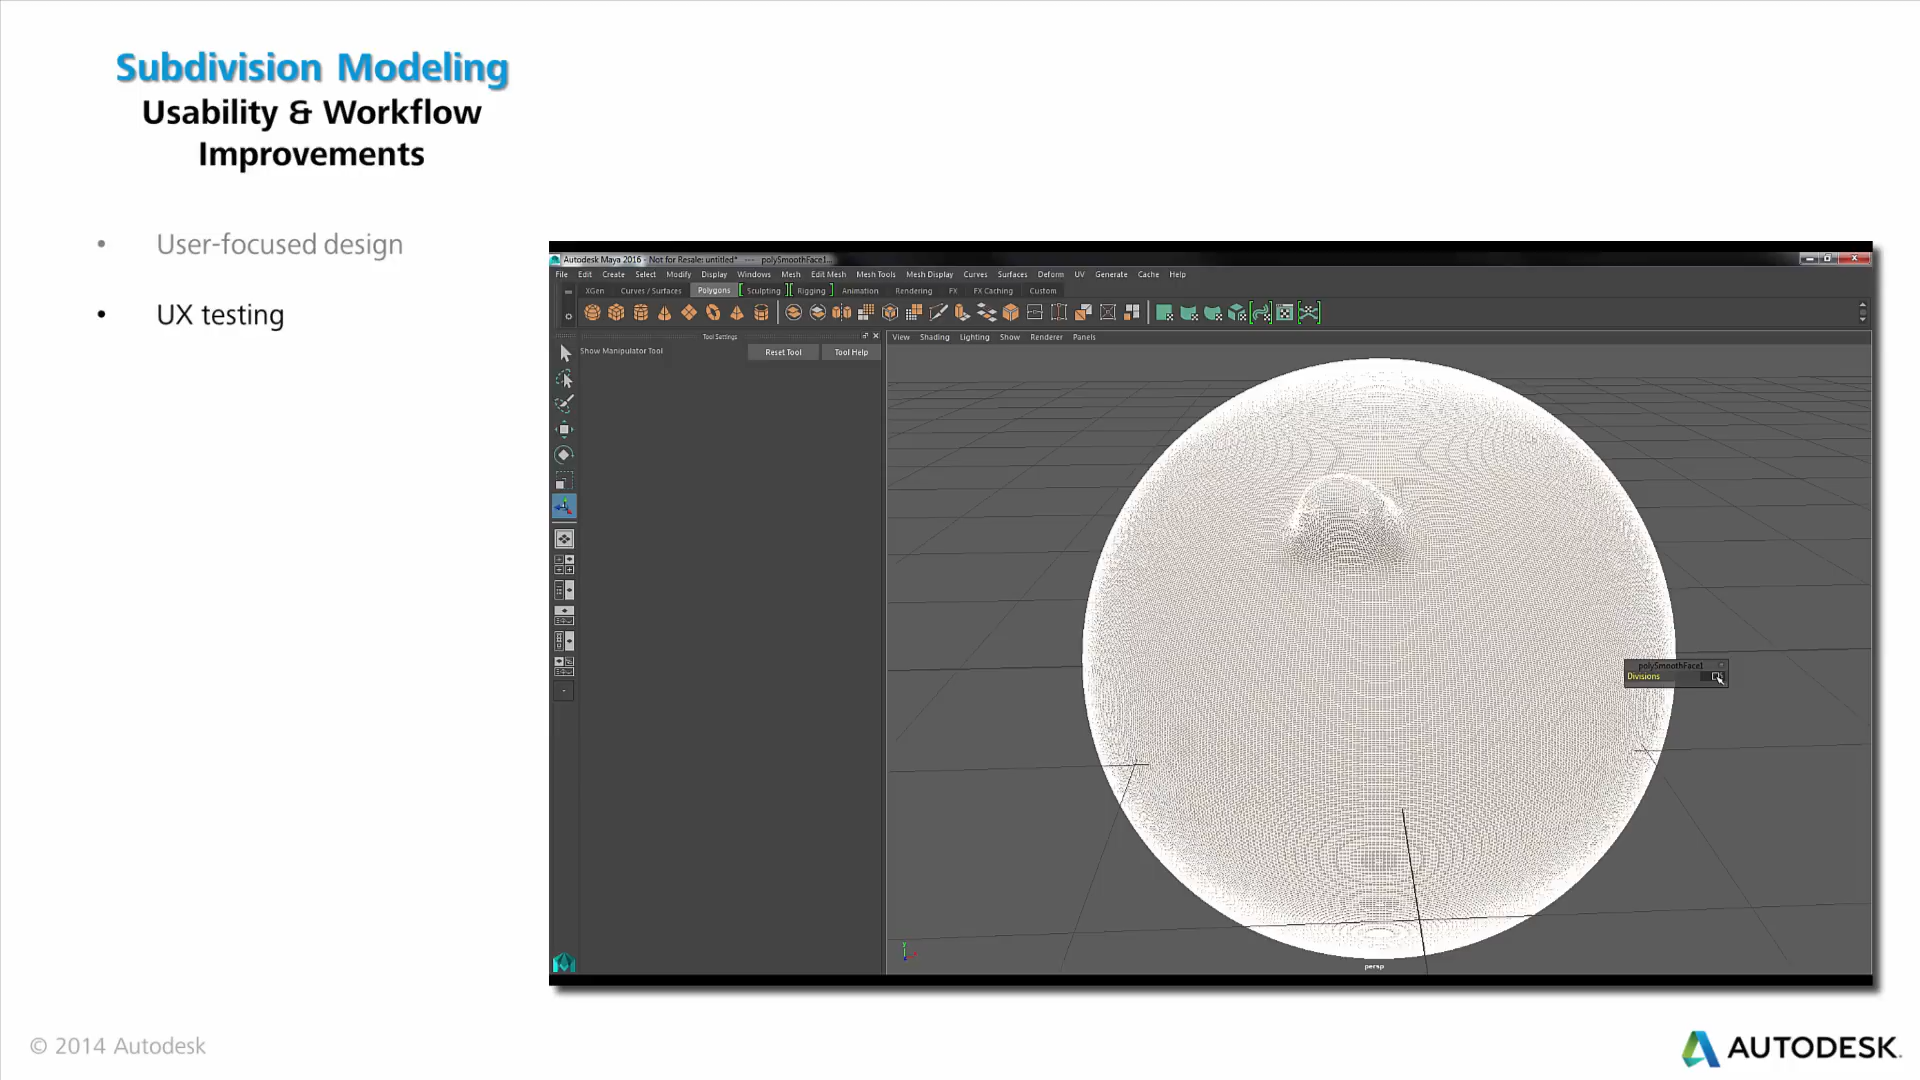 Subdivision Modeling
Usability & Workflow
Improvements
• User-focused design
• UX testing
Autodesk Maya 2016 - Not for Resale: untitled* --- polySmoothFace1...
File Edit Create Select Modify Display Windows Mesh Edit Mesh Mesh Tools Mesh Display Curves Surfaces Deform UV Generate Cache Help
XGen Curves / Surfaces Polygons Sculpting Rigging Animation Rendering FX FX Caching Custom
Tool Settings
Show Manipulator Tool Reset Tool Tool Help
View Shading Lighting Show Renderer Panels
polySmoothFace1
Divisions
y
persp
© 2014 Autodesk
AUTODESK.